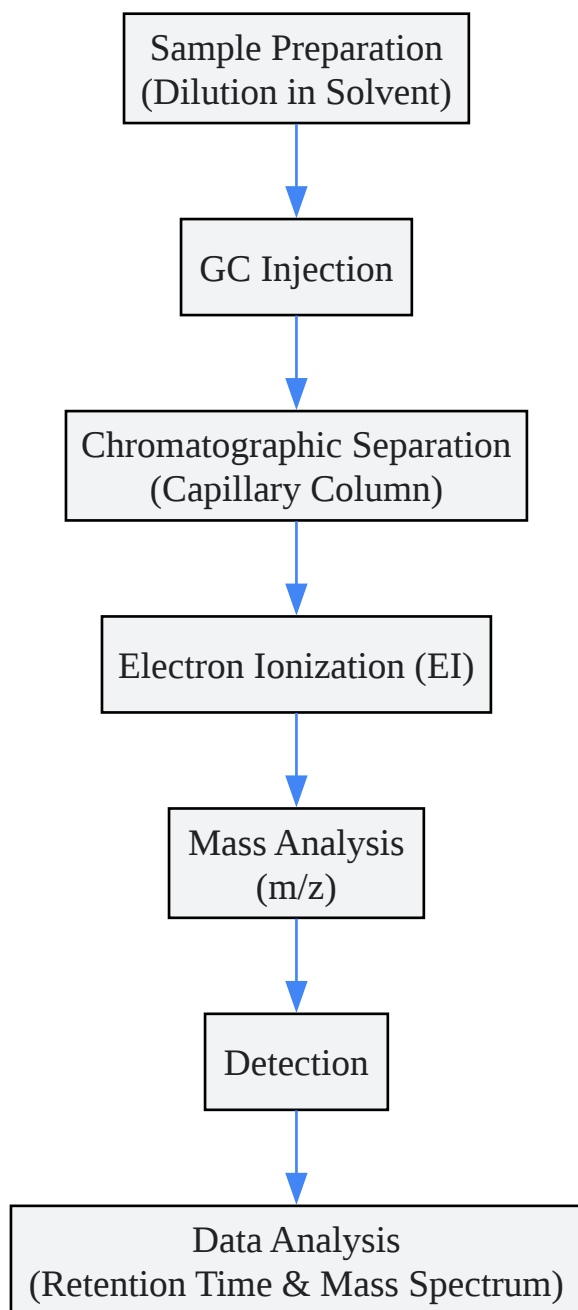 Sample Preparation
(Dilution in Solvent)
GC Injection
Chromatographic Separation
(Capillary Column)
Electron Ionization (EI)
Mass Analysis
(m/z)
Detection
Data Analysis
(Retention Time & Mass Spectrum)